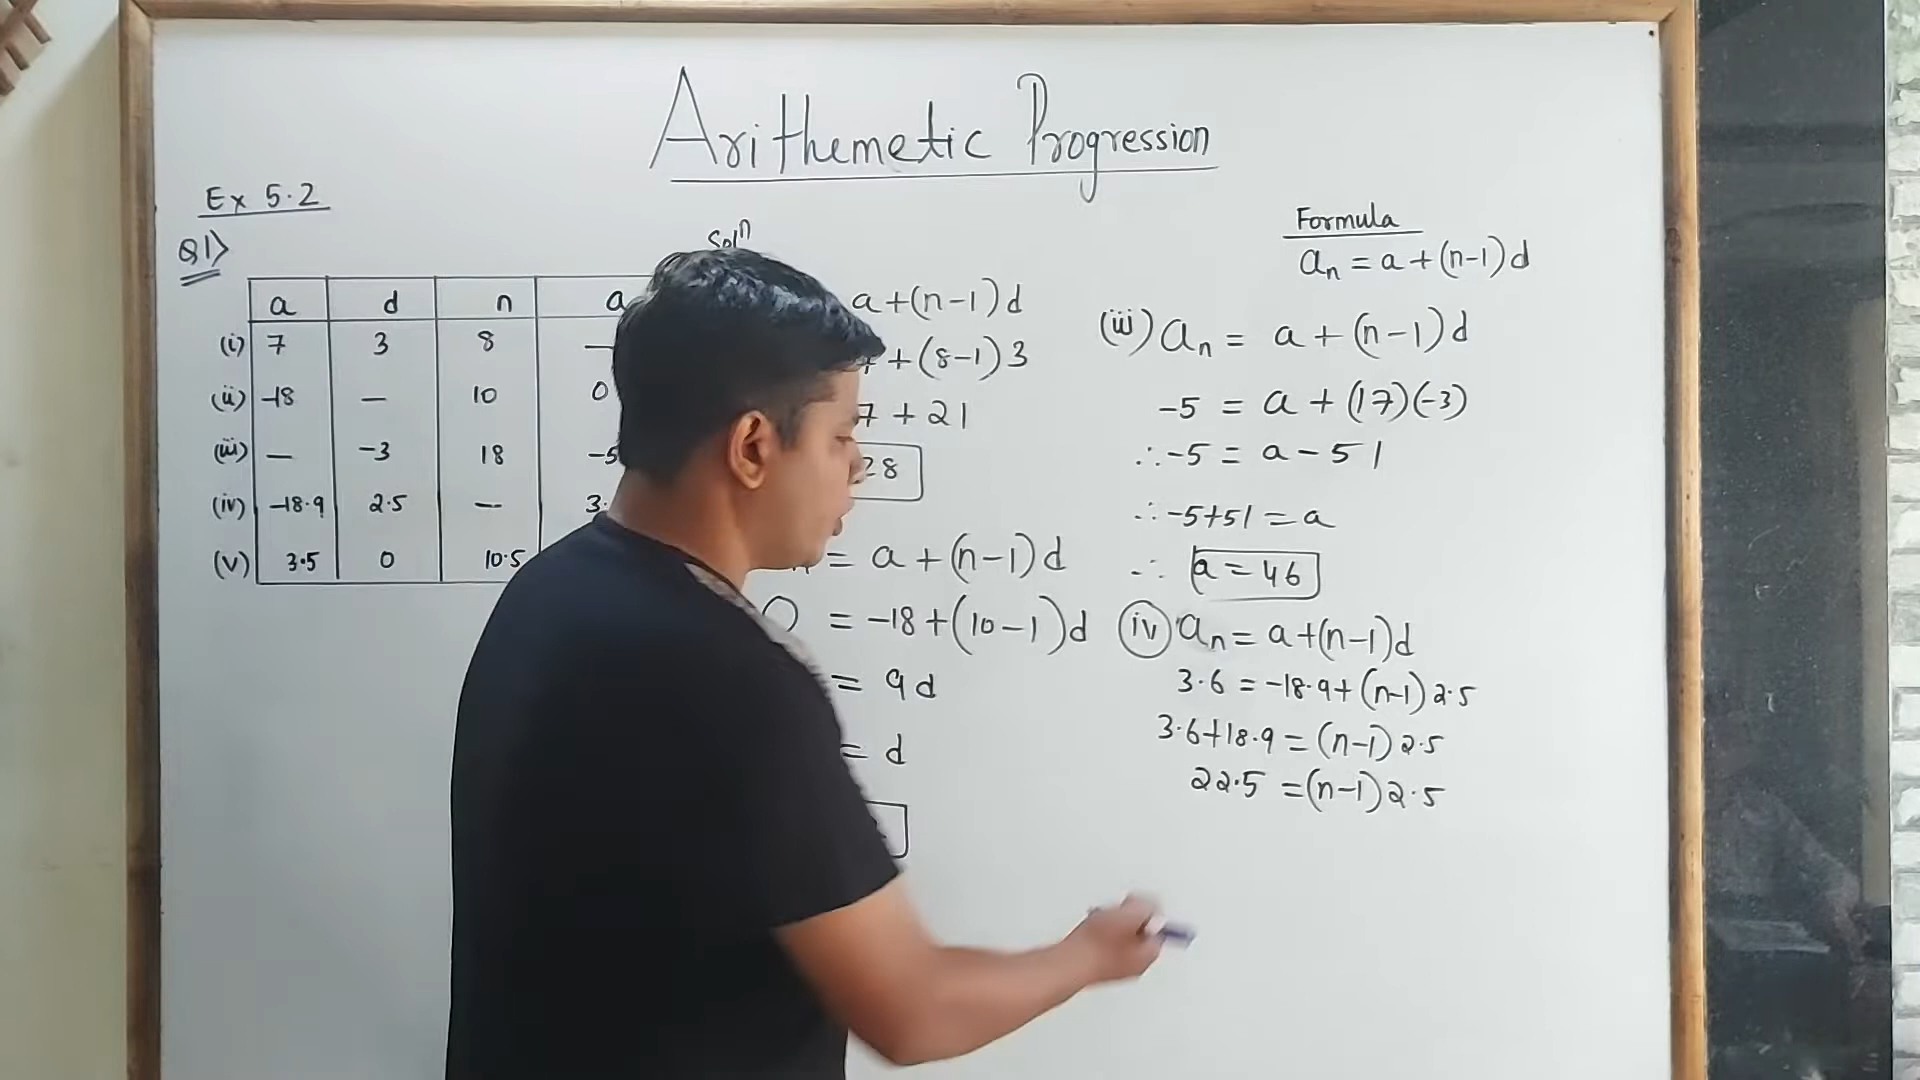 Arithemetic Progression
Ex 5.2
Q1>
a d n a
(i) 7 3 8 —
(ii) -18 — 10 0
(iii) — -3 18 -5
(iv) -18.9 2.5 — 3.
(v) 3.5 0 10.5
Solⁿ
a+(n-1)d
+(8-1)3
7+21
28
= a+(n-1)d
0 = -18+(10-1)d
= 9d
= d
Formula
aₙ = a+(n-1)d
(iii) aₙ = a+(n-1)d
-5 = a+(17)(-3)
∴ -5 = a-51
∴ -5+51 = a
∴ a = 46
(iv) aₙ = a+(n-1)d
3.6 = -18.9+(n-1)2.5
3.6+18.9 = (n-1)2.5
22.5 = (n-1)2.5